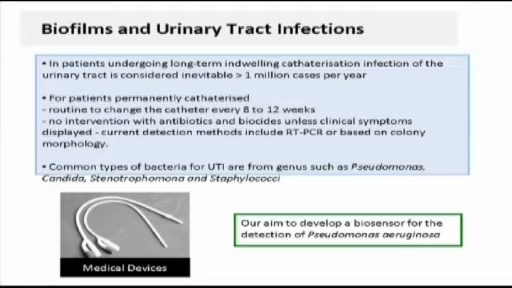 Biofilms and Urinary Tract Infections
• In patients undergoing long-term indwelling catheterisation infection of the
urinary tract is considered inevitable > 1 million cases per year
• For patients permanently catheterised
- routine to change the catheter every 8 to 12 weeks
- no intervention with antibiotics and biocides unless clinical symptoms
displayed - current detection methods include RT-PCR or based on colony
morphology.
• Common types of bacteria for UTI are from genus such as Pseudomonas,
Candida, Stenotrophomona and Staphylococci
Our aim to develop a biosensor for the
detection of Pseudomonas aeruginosa
Medical Devices